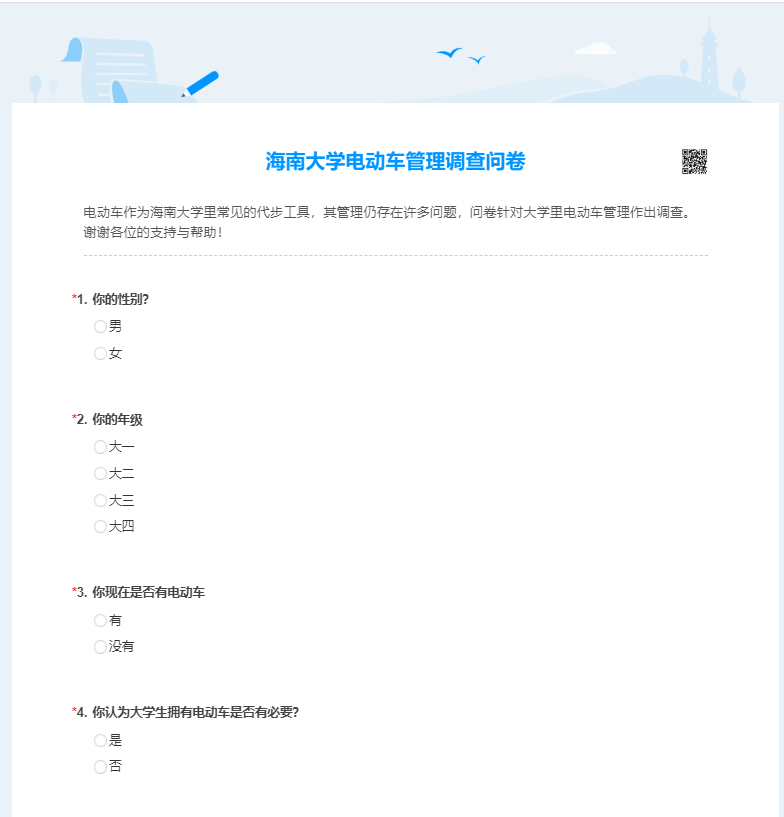 海南大学电动车管理调查问卷
电动车作为海南大学里常见的代步工具，其管理仍存在许多问题，问卷针对大学里电动车管理作出调查。
谢谢各位的支持与帮助！
*1. 你的性别?
男
女
*2. 你的年级
大一
大二
大三
大四
*3. 你现在是否有电动车
有
没有
*4. 你认为大学生拥有电动车是否有必要?
是
否